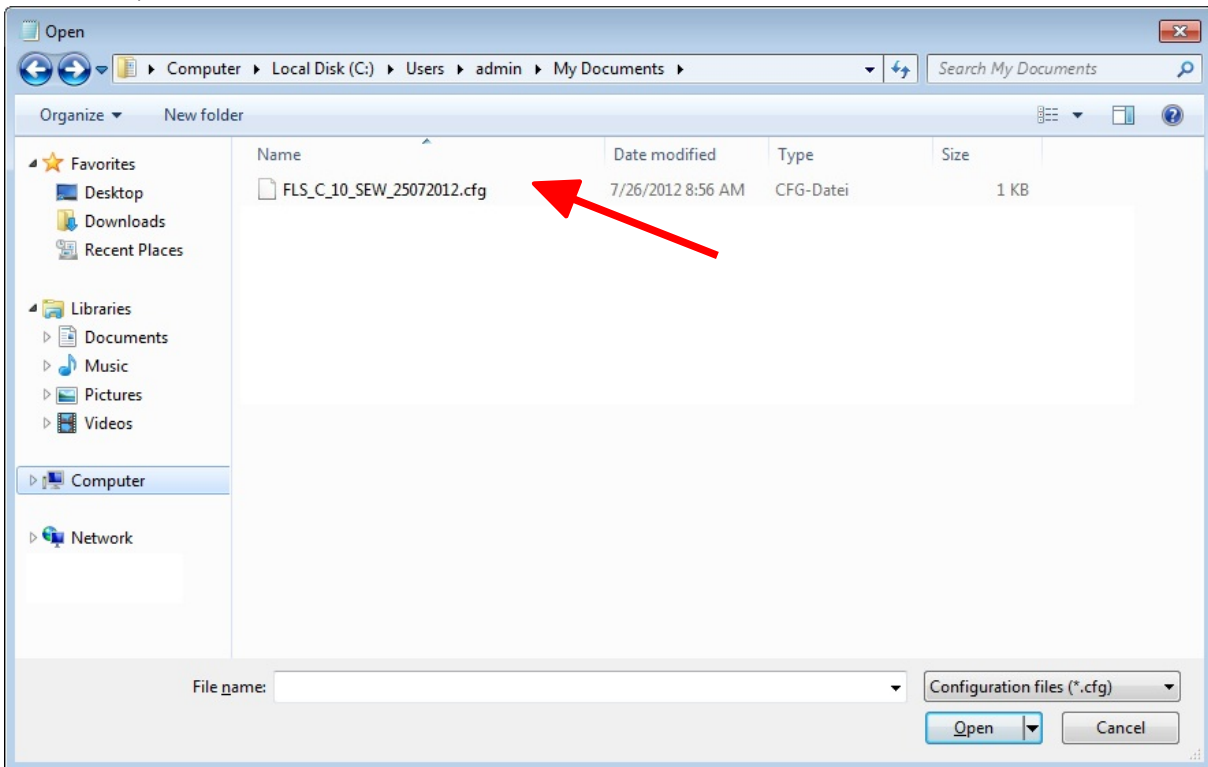 Open
Computer Local Disk (C:) Users admin My Documents Search My Documents
Organize New folder
Name Date modified Type Size
FLS_C_10_SEW_25072012.cfg 7/26/2012 8:56 AM CFG-Datei 1 KB
Favorites
Desktop
Downloads
Recent Places
Libraries
Documents
Music
Pictures
Videos
Computer
Network
File name: Configuration files (*.cfg)
Open Cancel